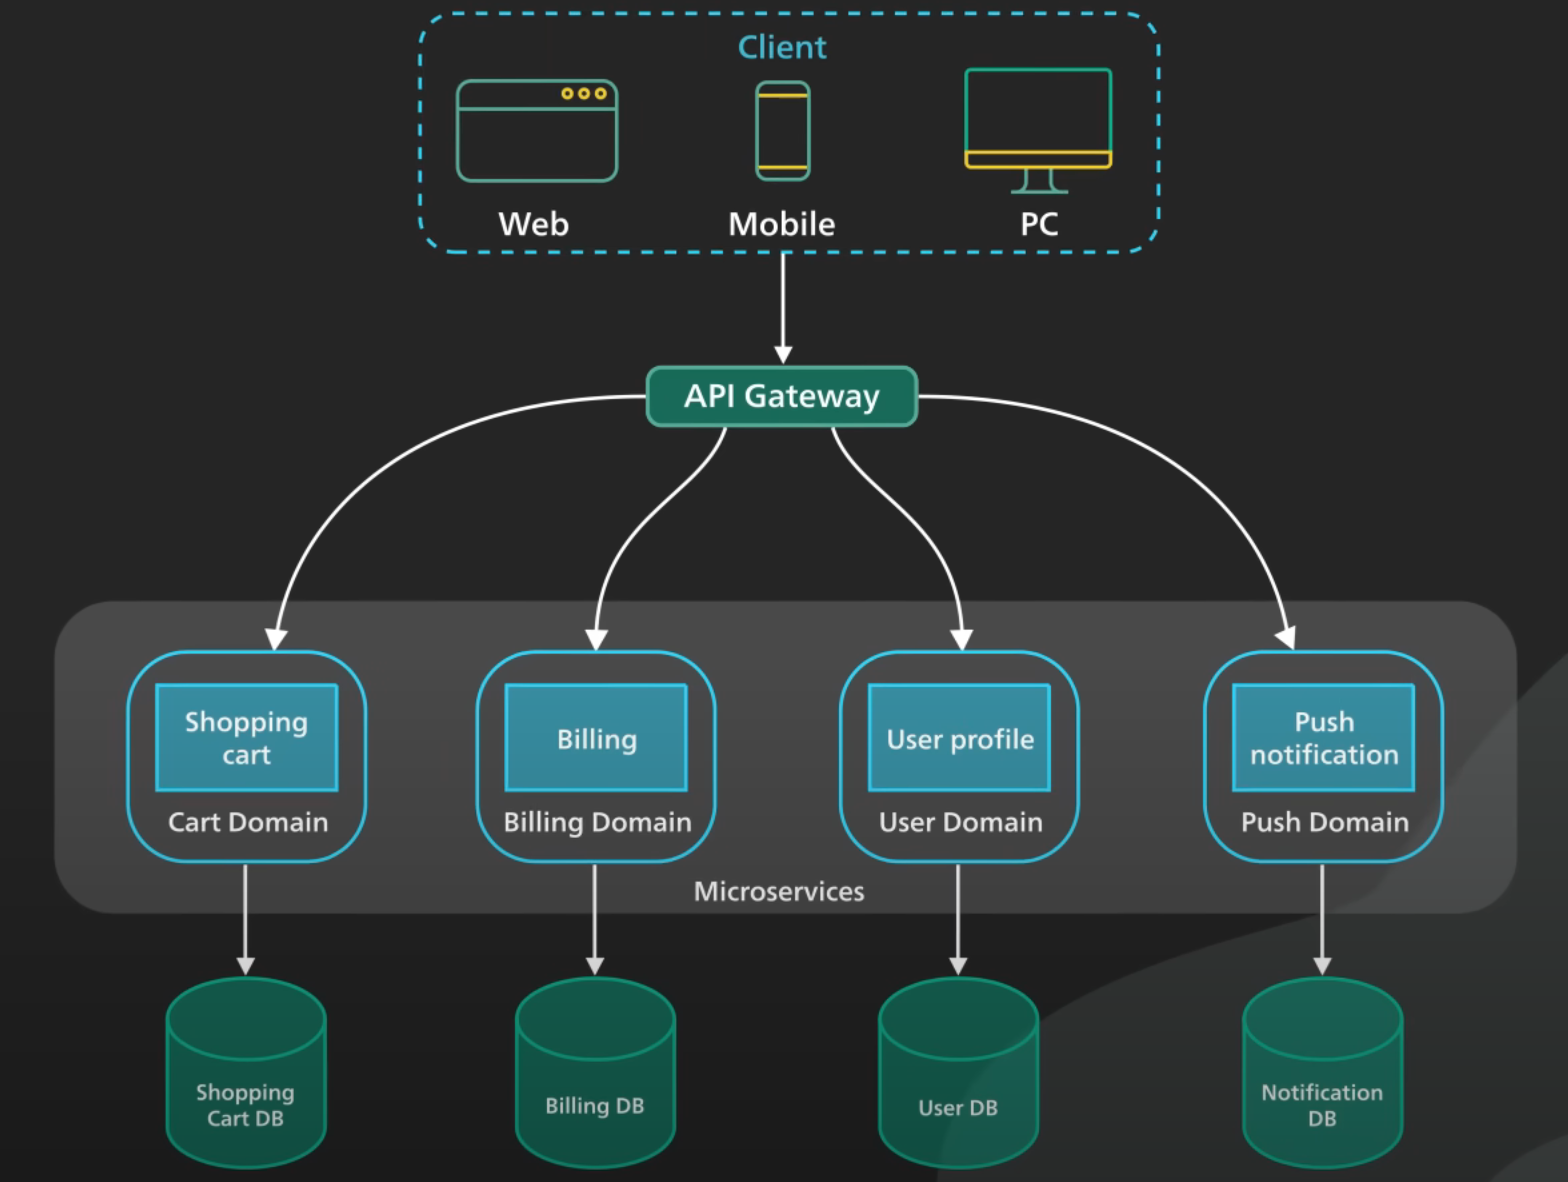 Client
Web
Mobile
PC
API Gateway
Shopping
cart
Cart Domain
Billing
Billing Domain
User profile
User Domain
Push
notification
Push Domain
Microservices
Shopping
Cart DB
Billing DB
User DB
Notification
DB